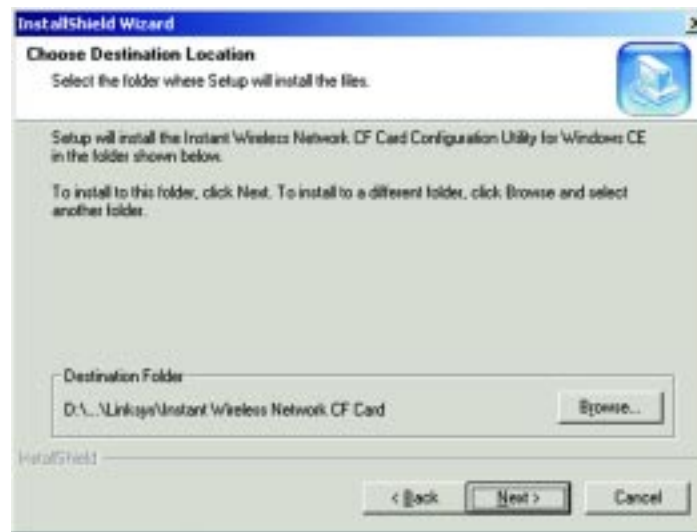 InstallShield Wizard
Choose Destination Location
Select the folder where Setup will install the files.
Setup will install the Instant Wireless Network CF Card Configuration Utility for Windows CE
in the folder shown below.
To install to this folder, click Next. To install to a different folder, click Browse and select
another folder.
Destination Folder
D:\...\Linksys\Instant Wireless Network CF Card
Browse...
InstallShield
< Back
Next >
Cancel